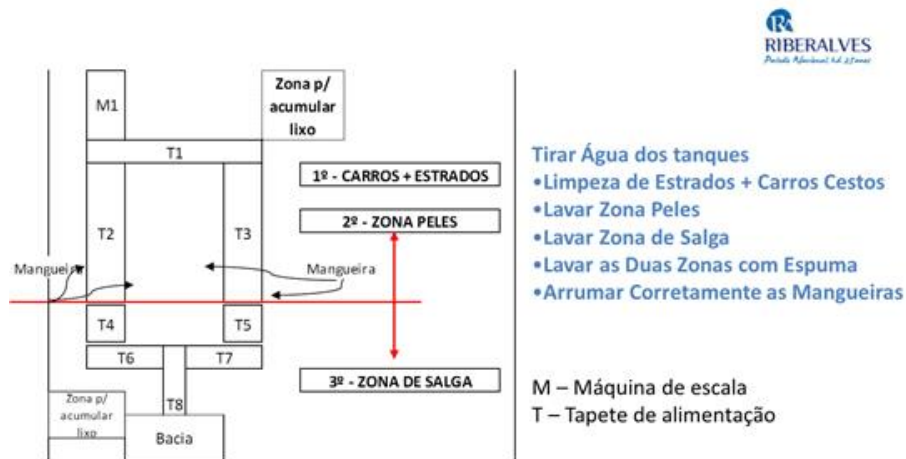 RIBERALVES
M1
Zona p/
acumular
lixo
T1
1º - CARROS + ESTRADOS
2º - ZONA PELES
T2
T3
Mangueira
Mangueira
T4
T5
T6
T7
3º - ZONA DE SALGA
Zona p/
acumular
lixo
T8
Bacia
Tirar Água dos tanques
•Limpeza de Estrados + Carros Cestos
•Lavar Zona Peles
•Lavar Zona de Salga
•Lavar as Duas Zonas com Espuma
•Arrumar Corretamente as Mangueiras
M – Máquina de escala
T – Tapete de alimentação